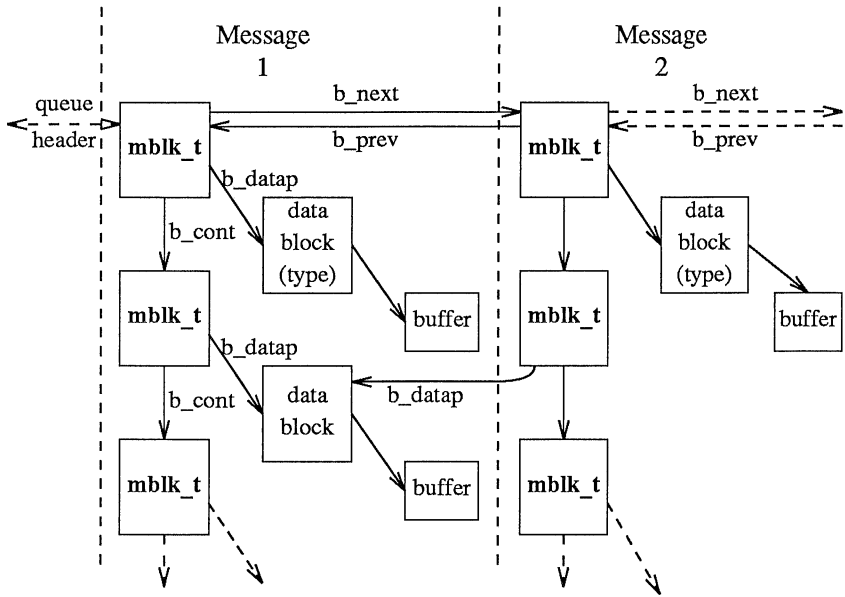 Message
1
Message
2
queue
header
b_next
b_next
b_prev
b_prev
mblk_t
mblk_t
b_datap
data
block
(type)
data
block
(type)
b_cont
buffer
buffer
mblk_t
mblk_t
b_datap
b_datap
data
block
b_cont
buffer
mblk_t
mblk_t